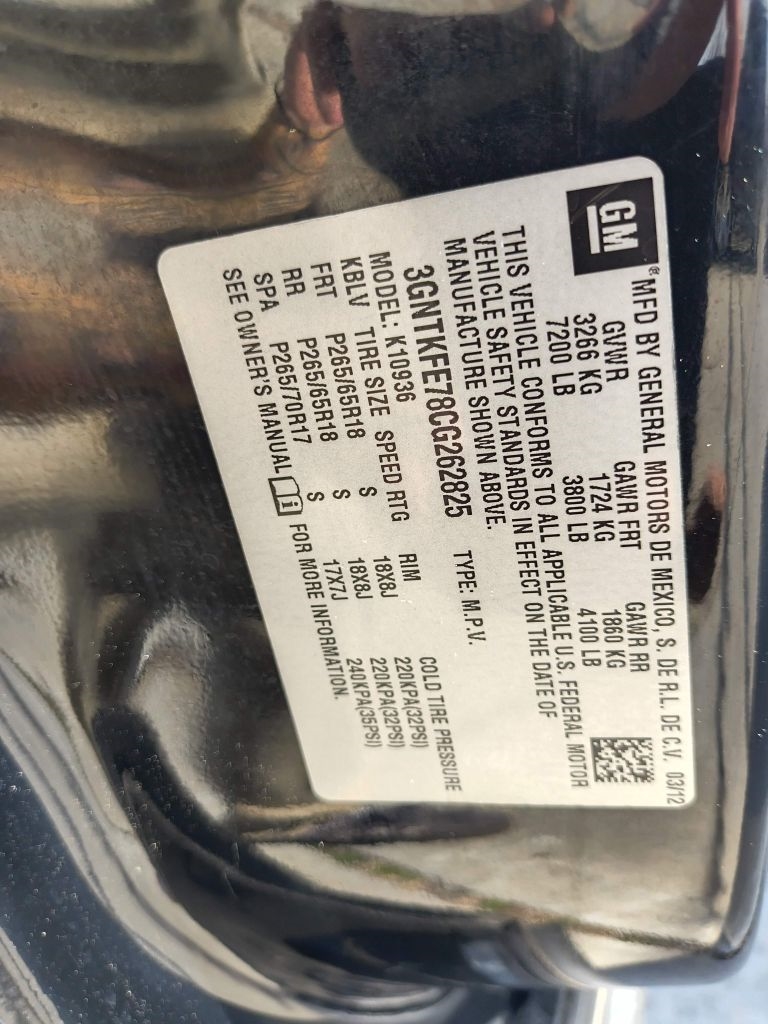 GM
® MFD BY GENERAL MOTORS DE MEXICO, S. DE R.L. DE C.V. 03/12
GVWR GAWR FRT GAWR RR
3266 KG 1724 KG 1860 KG
7200 LB 3800 LB 4100 LB
THIS VEHICLE CONFORMS TO ALL APPLICABLE U.S. FEDERAL MOTOR
VEHICLE SAFETY STANDARDS IN EFFECT ON THE DATE OF
MANUFACTURE SHOWN ABOVE.
3GNTKFE78CG262825 TYPE: M.P.V.
MODEL: K10936
KBLV TIRE SIZE SPEED RTG RIM COLD TIRE PRESSURE
FRT P265/65R18 S 18X8J 220KPA(32PSI)
RR P265/65R18 S 18X8J 220KPA(32PSI)
SPA P265/70R17 S 17X7J 240KPA(35PSI)
SEE OWNER'S MANUAL FOR MORE INFORMATION.